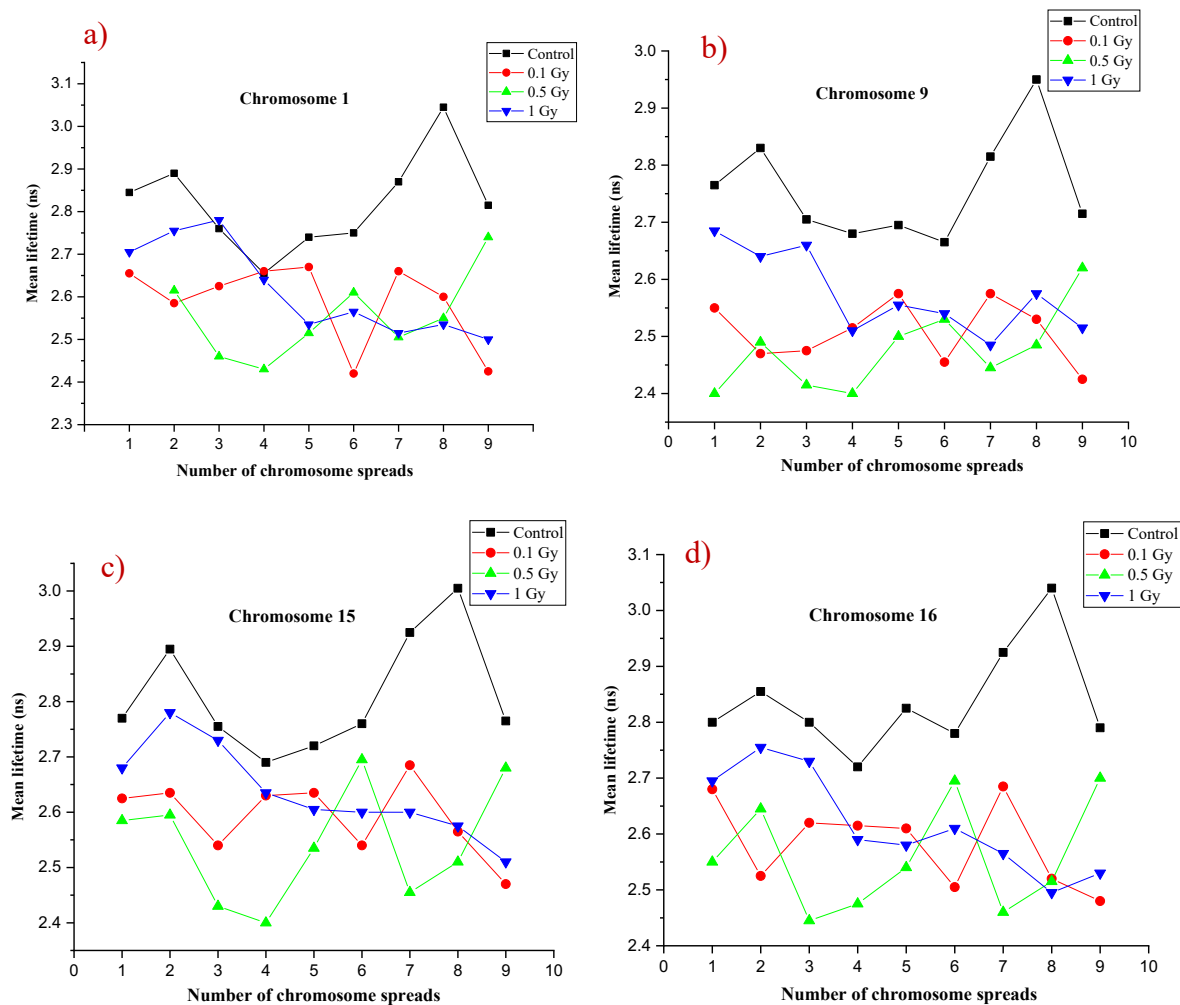 a)
Control
0.1 Gy
0.5 Gy
1 Gy
Chromosome 1
Mean lifetime (ns)
3.1
3.0
2.9
2.8
2.7
2.6
2.5
2.4
2.3
1 2 3 4 5 6 7 8 9
Number of chromosome spreads
b)
Control
0.1 Gy
0.5 Gy
1 Gy
Chromosome 9
Mean lifetime (ns)
3.0
2.9
2.8
2.7
2.6
2.5
2.4
0 1 2 3 4 5 6 7 8 9 10
Number of chromosome spreads
c)
Control
0.1 Gy
0.5 Gy
1 Gy
Chromosome 15
Mean lifetime (ns)
3.0
2.9
2.8
2.7
2.6
2.5
2.4
0 1 2 3 4 5 6 7 8 9 10
Number of chromosome spreads
d)
Control
0.1 Gy
0.5 Gy
1 Gy
Chromosome 16
Mean lifetime (ns)
3.1
3.0
2.9
2.8
2.7
2.6
2.5
2.4
0 1 2 3 4 5 6 7 8 9 10
Number of chromosome spreads